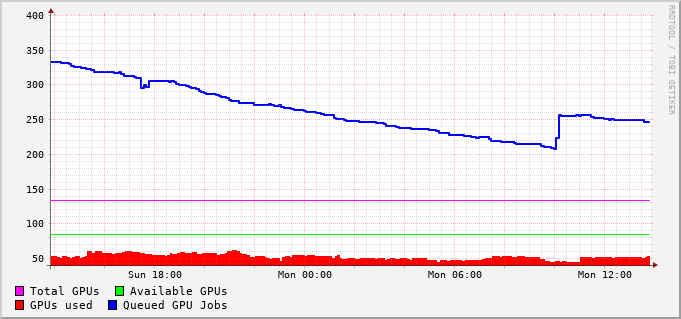 RRDTOOL / TOBI OETIKER
400
350
300
250
200
150
100
50
Sun 18:00 Mon 00:00 Mon 06:00 Mon 12:00
Total GPUs Available GPUs
GPUs used Queued GPU Jobs